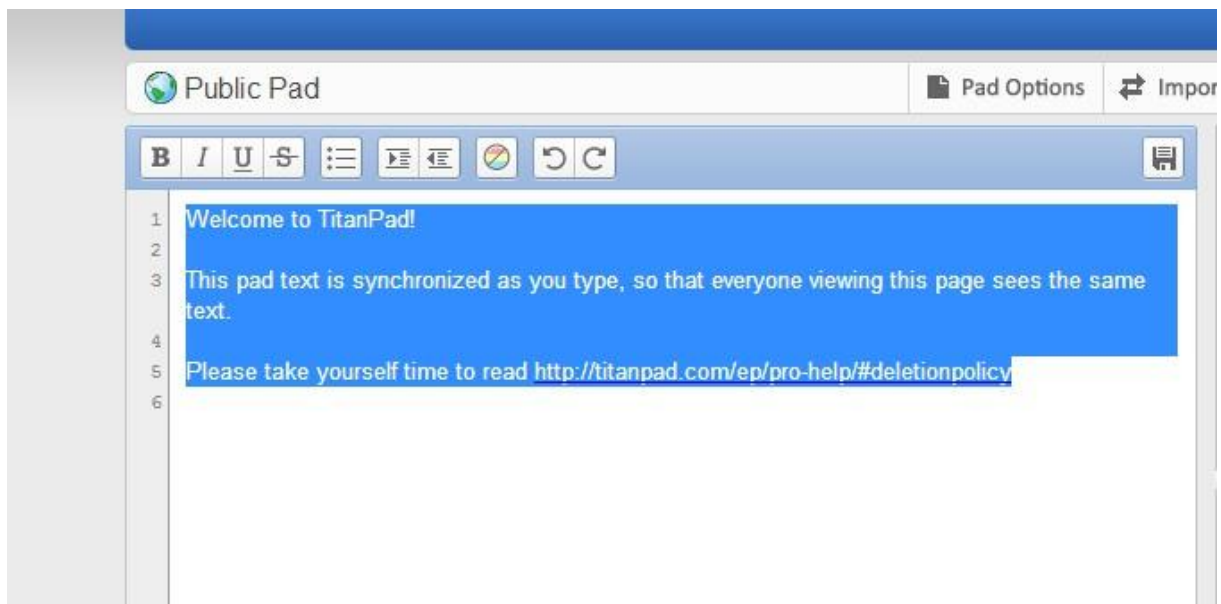 Public Pad
Pad Options
Impor
B I U S
1 Welcome to TitanPad!
2
3 This pad text is synchronized as you type, so that everyone viewing this page sees the same
text.
4
5 Please take yourself time to read http://titanpad.com/ep/pro-help/#deletionpolicy
6